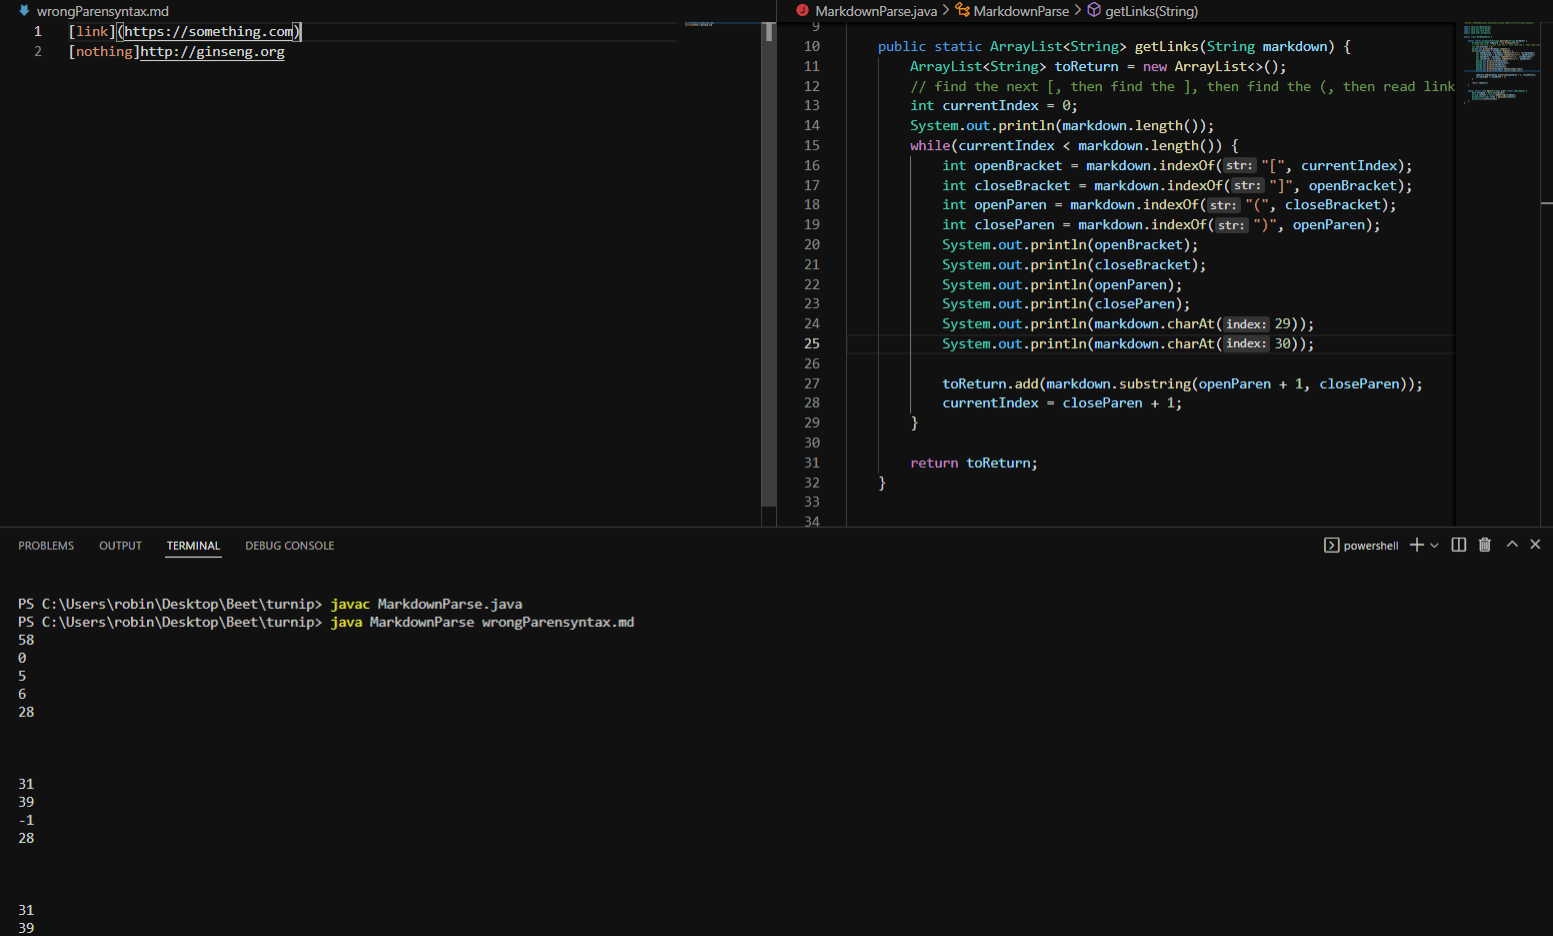 wrongParensyntax.md
1 [link](https://something.com)
2 [nothing]http://ginseng.org
MarkdownParse.java > MarkdownParse > getLinks(String)
9
10 public static ArrayList<String> getLinks(String markdown) {
11 ArrayList<String> toReturn = new ArrayList<>();
12 // find the next [, then find the ], then find the (, then read link
13 int currentIndex = 0;
14 System.out.println(markdown.length());
15 while(currentIndex < markdown.length()) {
16 int openBracket = markdown.indexOf(str: "[", currentIndex);
17 int closeBracket = markdown.indexOf(str: "]", openBracket);
18 int openParen = markdown.indexOf(str: "(", closeBracket);
19 int closeParen = markdown.indexOf(str: ")", openParen);
20 System.out.println(openBracket);
21 System.out.println(closeBracket);
22 System.out.println(openParen);
23 System.out.println(closeParen);
24 System.out.println(markdown.charAt(index: 29));
25 System.out.println(markdown.charAt(index: 30));
26
27 toReturn.add(markdown.substring(openParen + 1, closeParen));
28 currentIndex = closeParen + 1;
29 }
30
31 return toReturn;
32 }
33
34
PROBLEMS OUTPUT TERMINAL DEBUG CONSOLE
powershell
PS C:\Users\robin\Desktop\Beet\turnip> javac MarkdownParse.java
PS C:\Users\robin\Desktop\Beet\turnip> java MarkdownParse wrongParensyntax.md
58
0
5
6
28
31
39
-1
28
31
39